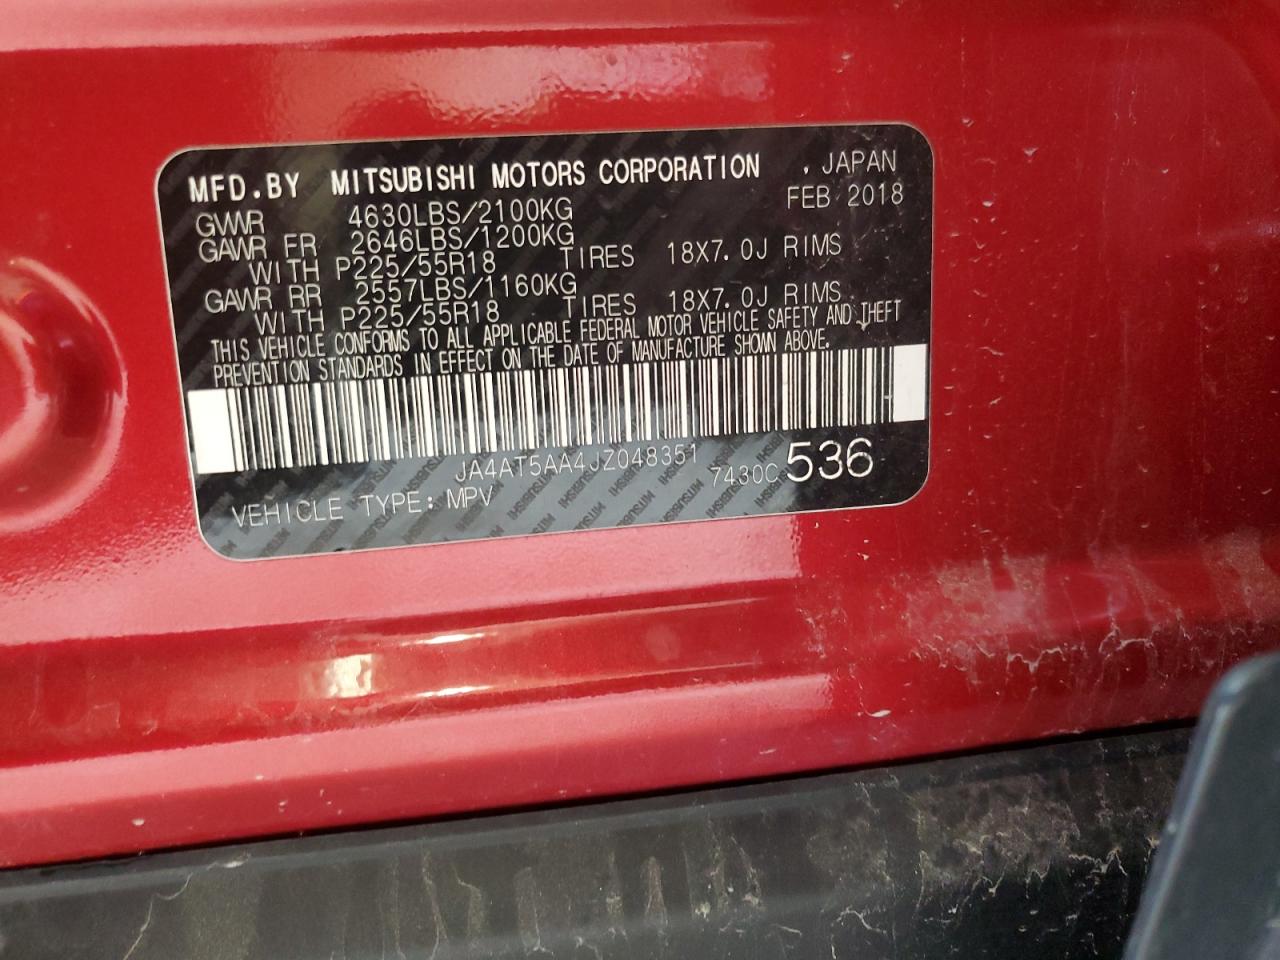 MFD.BY MITSUBISHI MOTORS CORPORATION , JAPAN
FEB 2018
GVWR 4630LBS/2100KG
GAWR FR 2646LBS/1200KG
WITH P225/55R18 TIRES 18X7.0J RIMS
GAWR RR 2557LBS/1160KG
WITH P225/55R18 TIRES 18X7.0J RIMS.
THIS VEHICLE CONFORMS TO ALL APPLICABLE FEDERAL MOTOR VEHICLE SAFETY AND THEFT
PREVENTION STANDARDS IN EFFECT ON THE DATE OF MANUFACTURE SHOWN ABOVE.
JA4AT5AA4JZ048351
7430C 536
VEHICLE TYPE: MPV